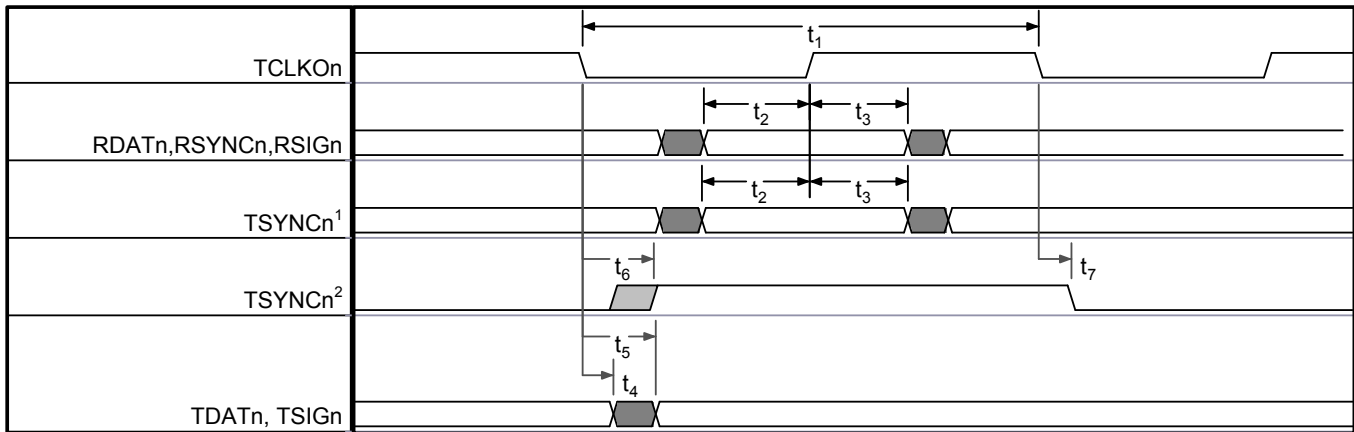 t1
TCLKOn
t2 t3
RDATn,RSYNCn,RSIGn
t2 t3
TSYNCn¹
t6 t7
TSYNCn²
t5
t4
TDATn, TSIGn